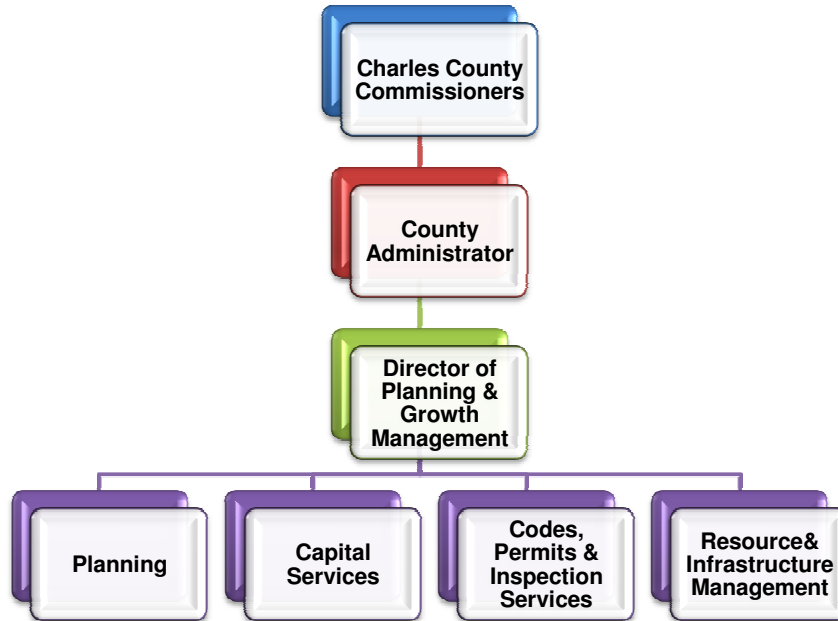 Charles County
Commissioners
County
Administrator
Director of
Planning &
Growth
Management
Planning
Capital
Services
Codes,
Permits &
Inspection
Services
Resource&
Infrastructure
Management